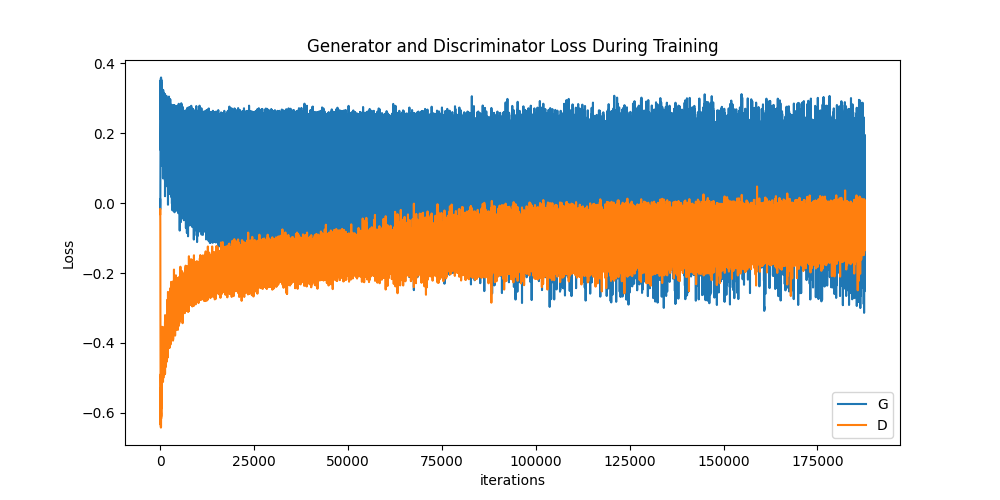 Generator and Discriminator Loss During Training
0.4
0.2
0.0
−0.2
−0.4
−0.6
Loss
0
25000
50000
75000
100000
125000
150000
175000
iterations
G
D